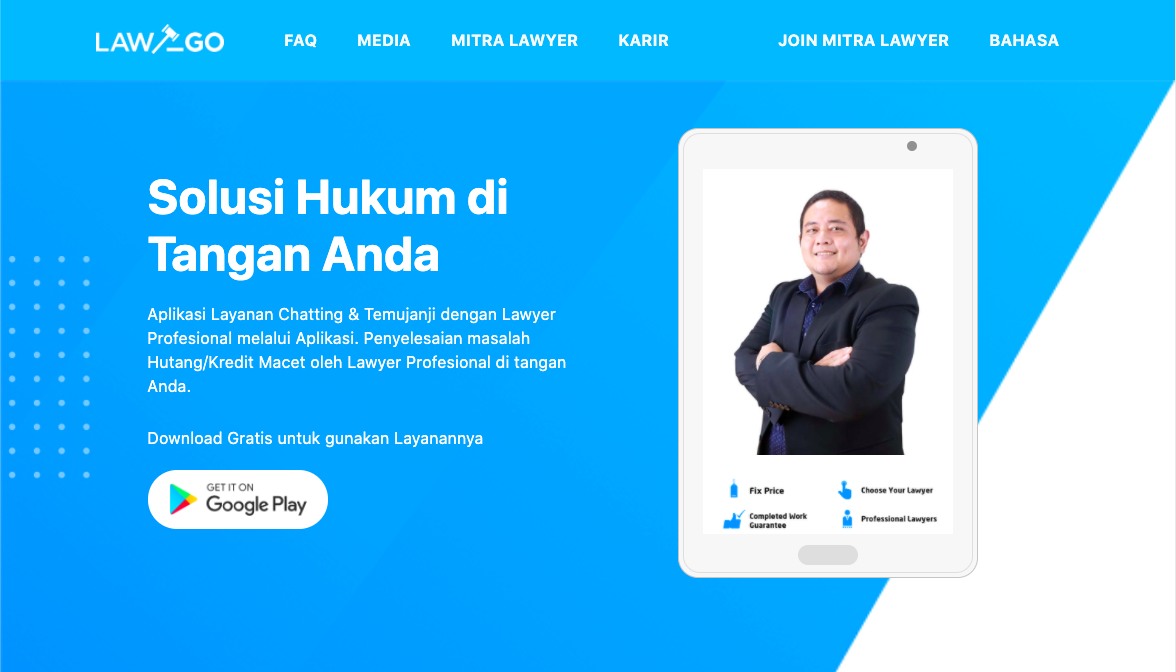 LAW GO
FAQ
MEDIA
MITRA LAWYER
KARIR
JOIN MITRA LAWYER
BAHASA
Solusi Hukum di
Tangan Anda
Aplikasi Layanan Chatting & Temujanji dengan Lawyer
Profesional melalui Aplikasi. Penyelesaian masalah
Hutang/Kredit Macet oleh Lawyer Profesional di tangan
Anda.
Download Gratis untuk gunakan Layanannya
GET IT ON
Google Play
Fix Price
Choose Your Lawyer
Completed Work
Guarantee
Professional Lawyers